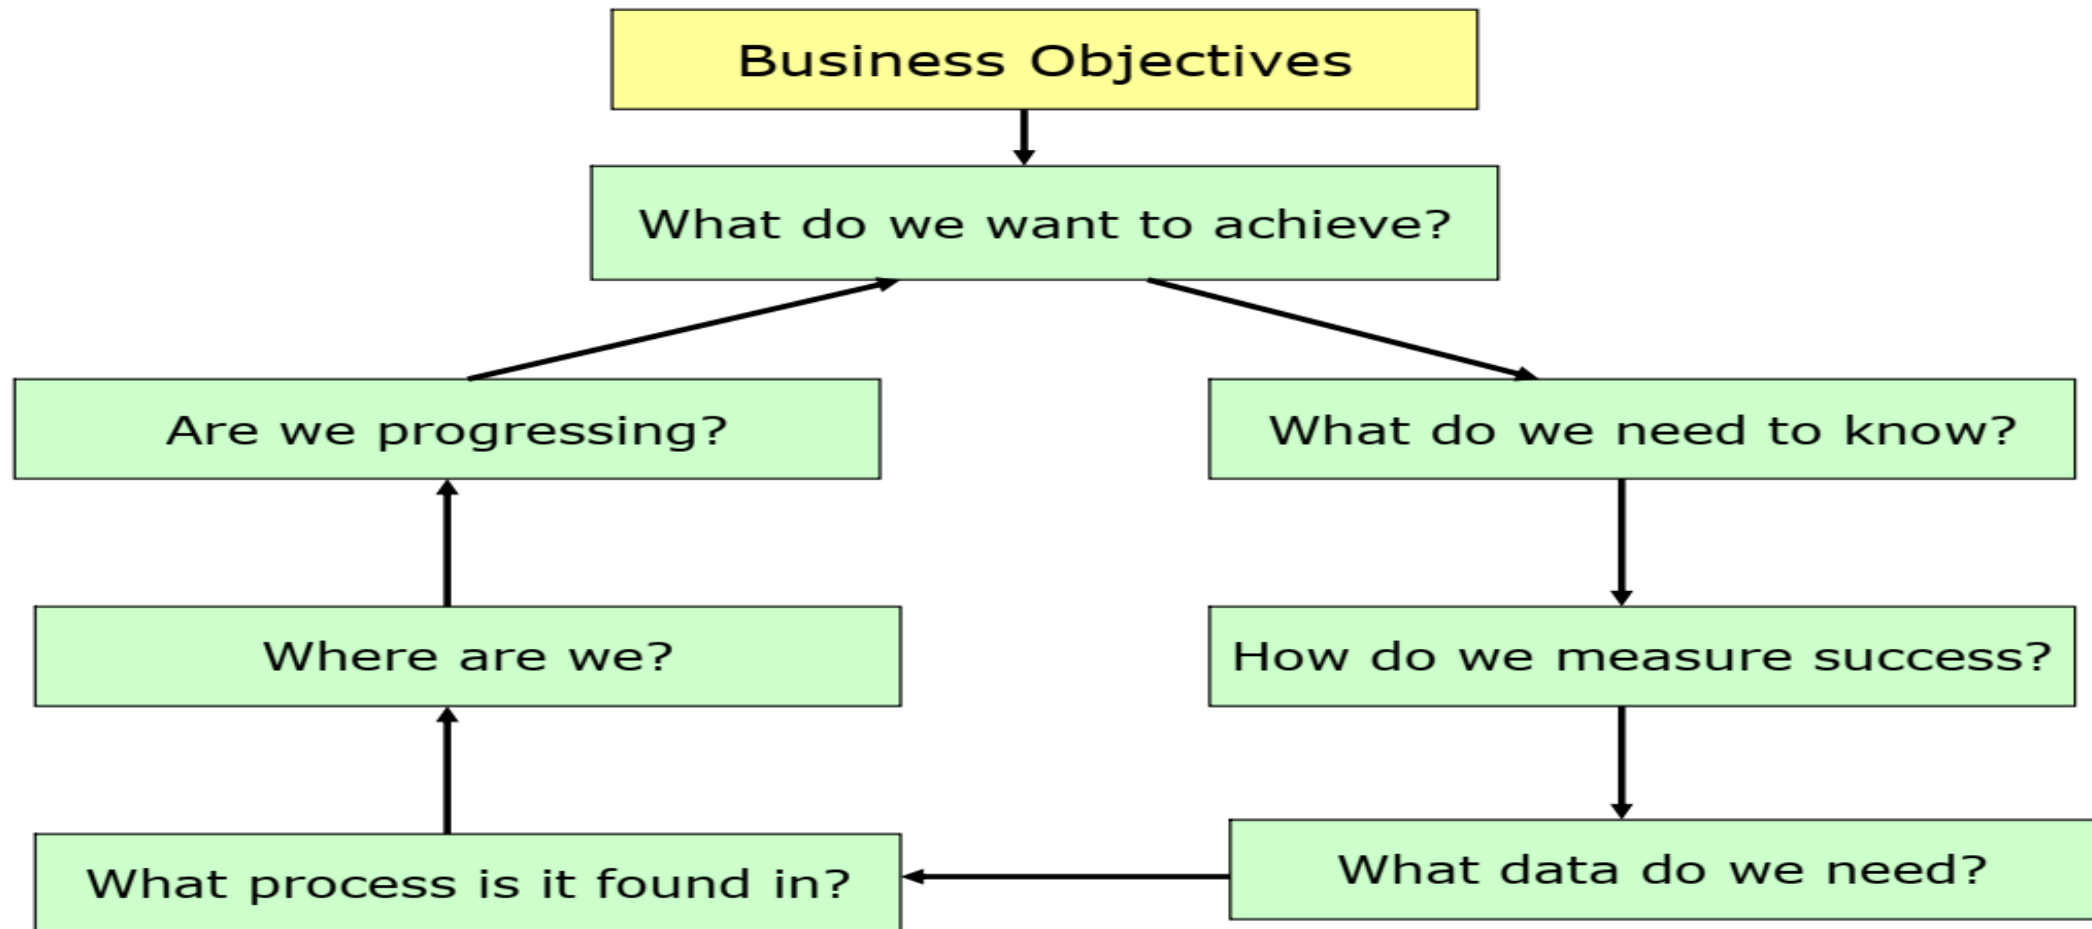 Business Objectives
What do we want to achieve?
Are we progressing?
What do we need to know?
Where are we?
How do we measure success?
What process is it found in?
What data do we need?